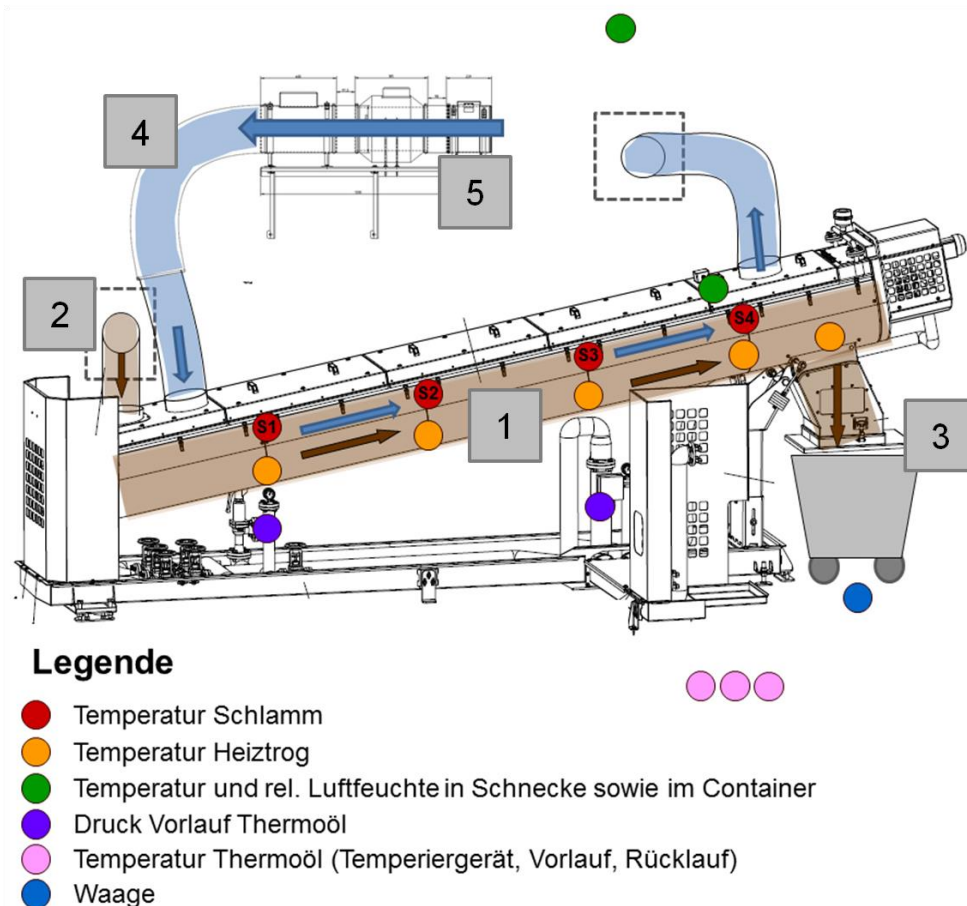 4
5
2
S4
S3
S2
1
S1
3
Legende
Temperatur Schlamm
Temperatur Heiztrog
Temperatur und rel. Luftfeuchte in Schnecke sowie im Container
Druck Vorlauf Thermoöl
Temperatur Thermoöl (Temperiergerät, Vorlauf, Rücklauf)
Waage